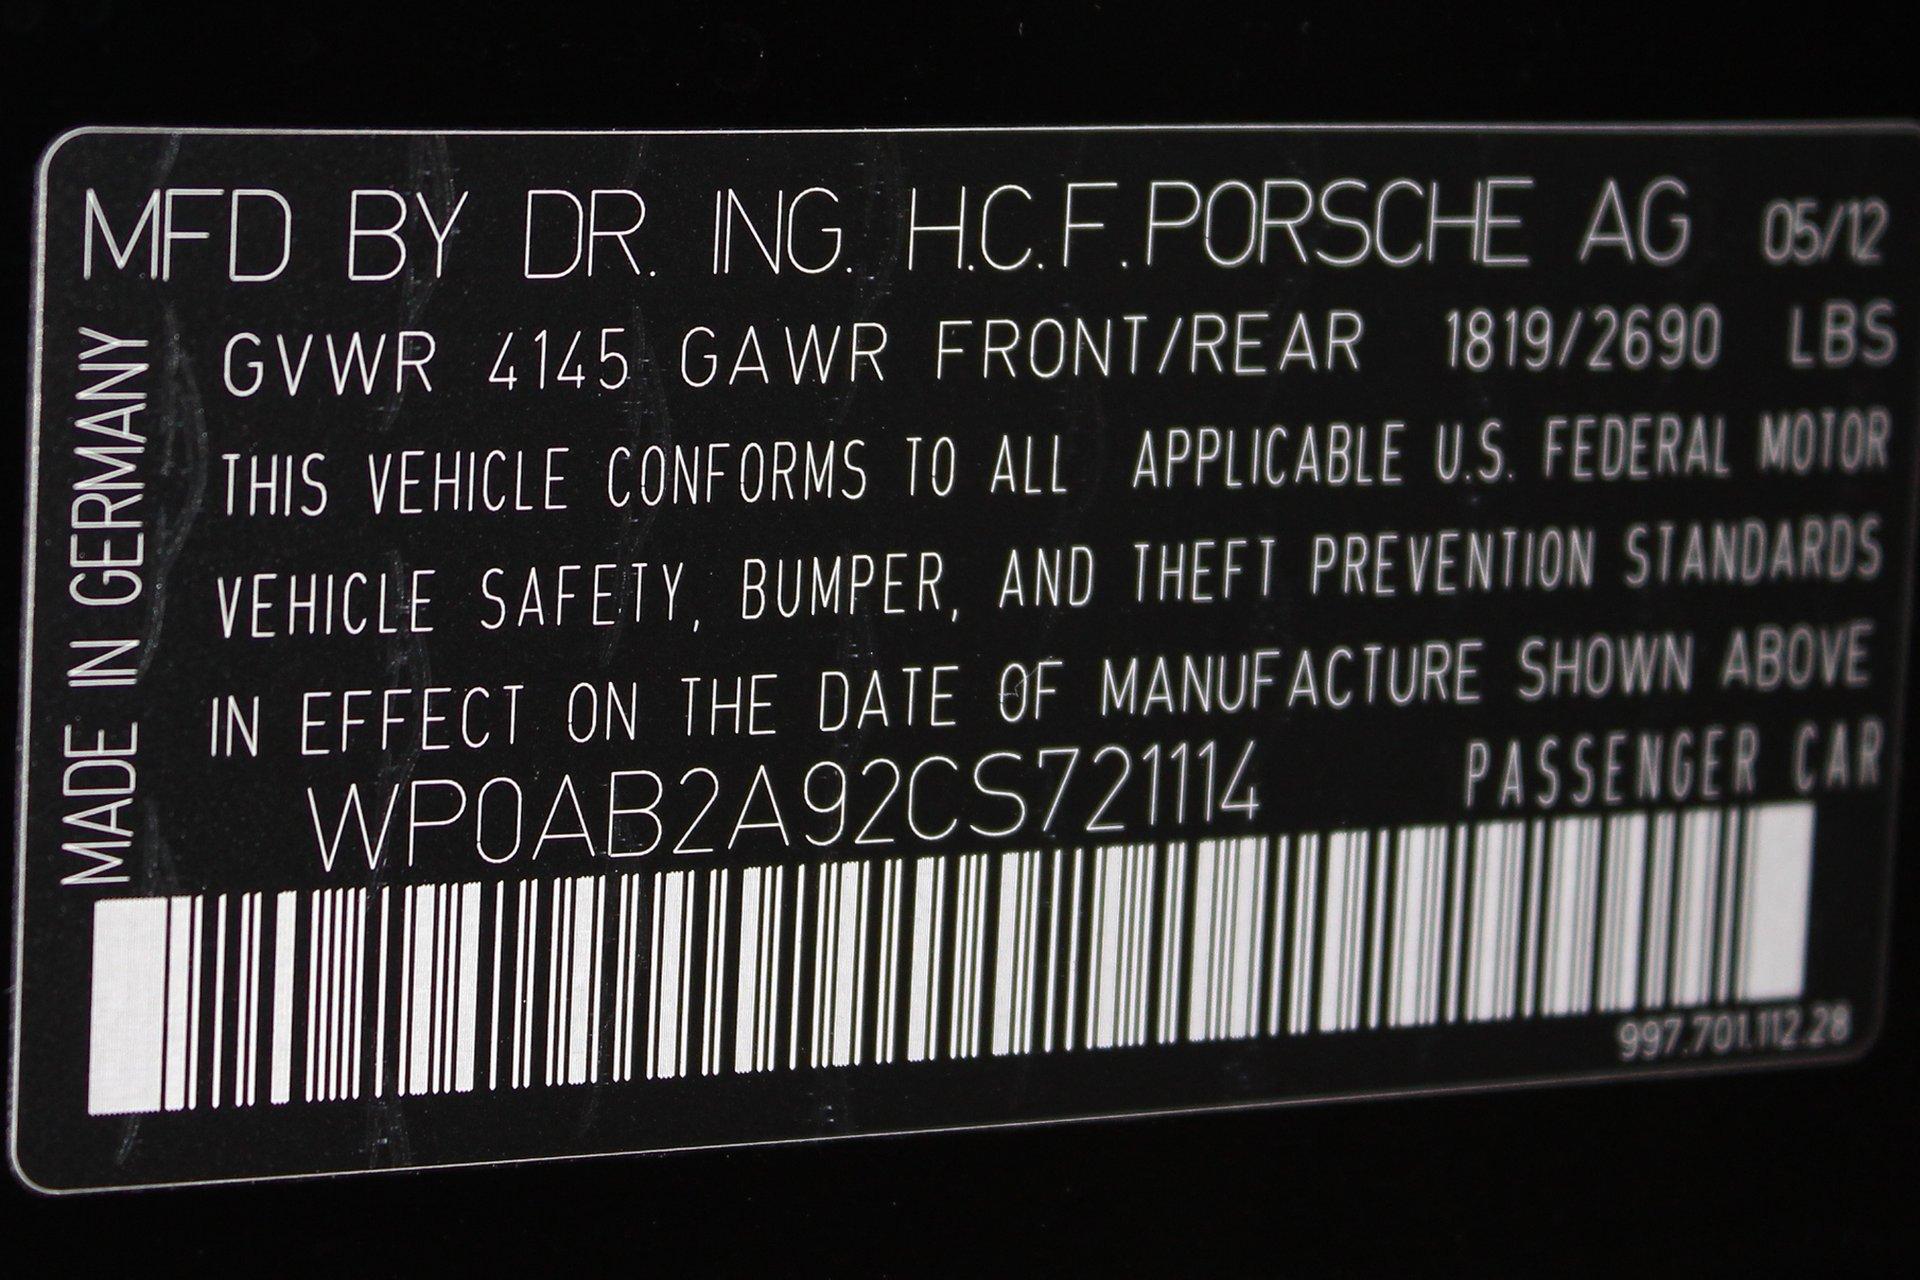 MFD BY DR. ING. H.C.F.PORSCHE AG 05/12
GVWR 4145 GAWR FRONT/REAR 1819/2690 LBS
THIS VEHICLE CONFORMS TO ALL APPLICABLE U.S. FEDERAL MOTOR
VEHICLE SAFETY, BUMPER, AND THEFT PREVENTION STANDARDS
IN EFFECT ON THE DATE OF MANUFACTURE SHOWN ABOVE
WP0AB2A92CS721114 PASSENGER CAR
997.701.112.28
MADE IN GERMANY